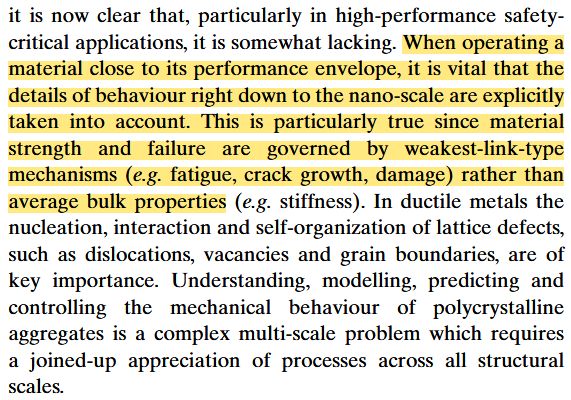 it is now clear that, particularly in high-performance safety-
critical applications, it is somewhat lacking. When operating a
material close to its performance envelope, it is vital that the
details of behaviour right down to the nano-scale are explicitly
taken into account. This is particularly true since material
strength and failure are governed by weakest-link-type
mechanisms (e.g. fatigue, crack growth, damage) rather than
average bulk properties (e.g. stiffness). In ductile metals the
nucleation, interaction and self-organization of lattice defects,
such as dislocations, vacancies and grain boundaries, are of
key importance. Understanding, modelling, predicting and
controlling the mechanical behaviour of polycrystalline
aggregates is a complex multi-scale problem which requires
a joined-up appreciation of processes across all structural
scales.